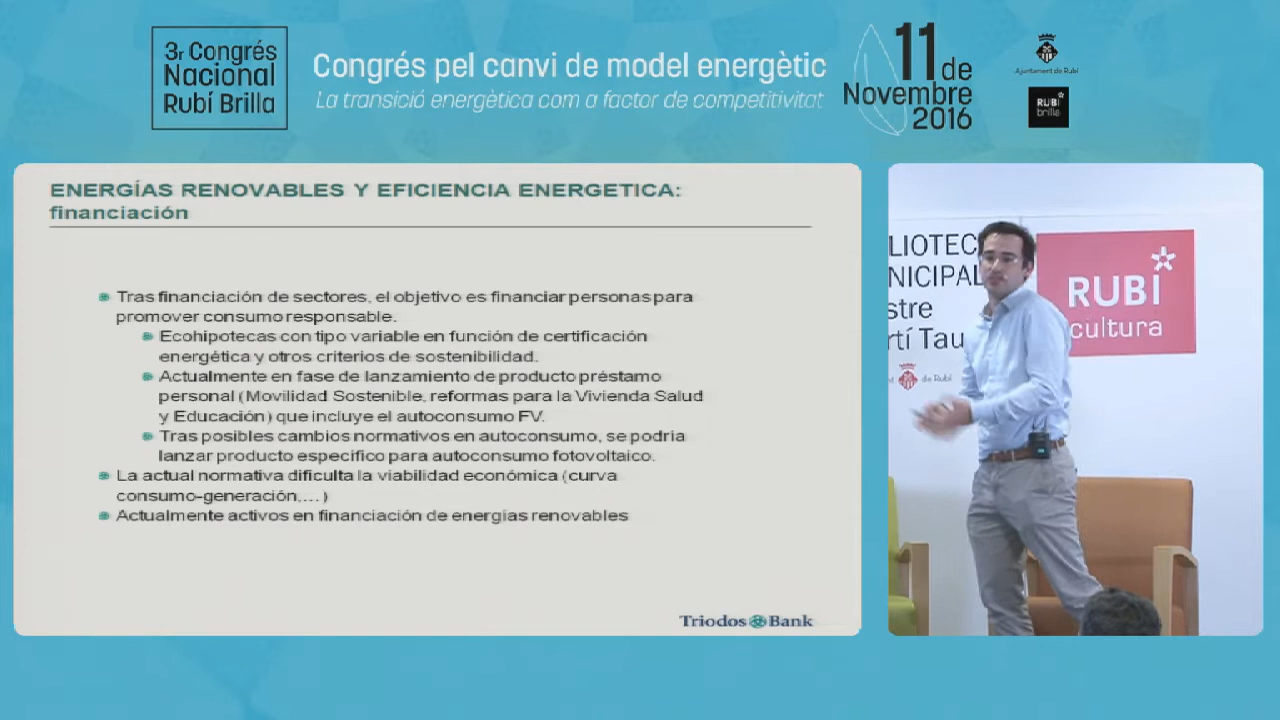 3r Congrés
Nacional
Rubí Brilla
Congrés pel canvi de model energètic
La transició energètica com a factor de competitivitat
11 de
Novembre
2016
Ajuntament de Rubí
RUBÍ
brilla
ENERGÍAS RENOVABLES Y EFICIENCIA ENERGETICA:
financiación
Tras financiación de sectores, el objetivo es financiar personas para
promover consumo responsable.
Ecohipotecas con tipo variable en función de certificación
energética y otros criterios de sostenibilidad.
Actualmente en fase de lanzamiento de producto préstamo
personal (Movilidad Sostenible, reformas para la Vivienda Salud
y Educación) que incluye el autoconsumo FV.
Tras posibles cambios normativos en autoconsumo, se podría
lanzar producto específico para autoconsumo fotovoltaico.
La actual normativa dificulta la viabilidad económica (curva
consumo-generación,...)
Actualmente activos en financiación de energías renovables
Triodos Bank
LIOTEC
NICIPAL
stre
rtí Tau
de Rubí
RUBÍ
cultura